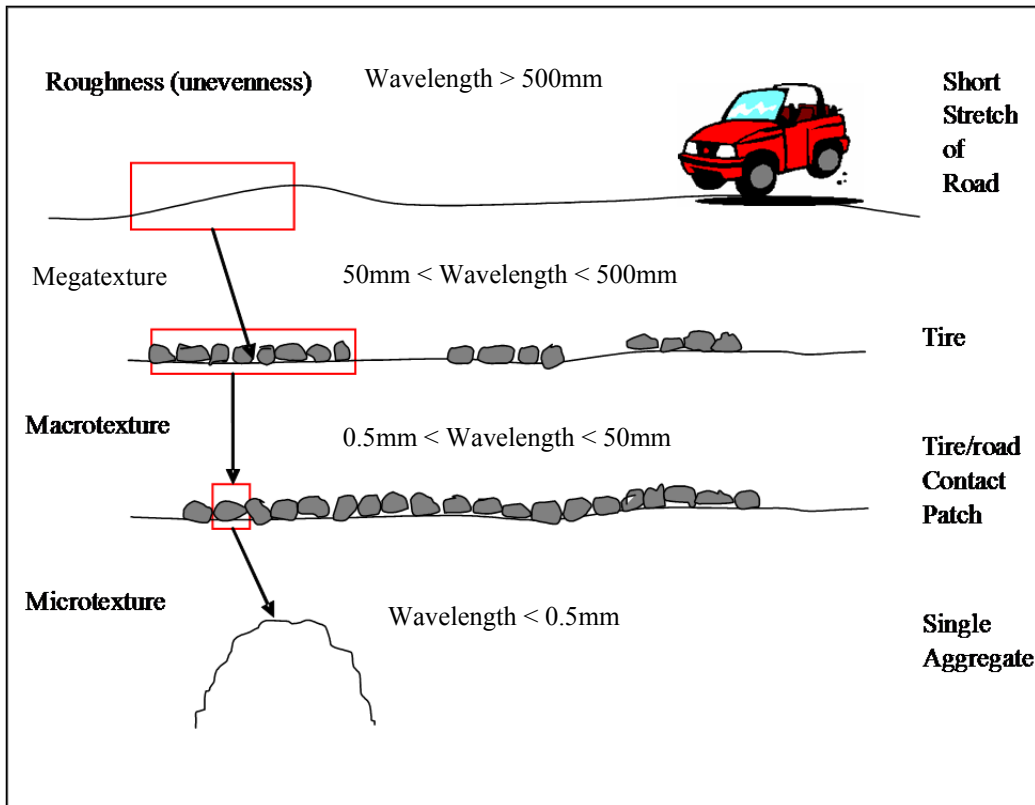 Roughness (unevenness)
Wavelength > 500mm
Short
Stretch
of
Road
Megatexture
50mm < Wavelength < 500mm
Tire
Macrotexture
0.5mm < Wavelength < 50mm
Tire/road
Contact
Patch
Microtexture
Wavelength < 0.5mm
Single
Aggregate